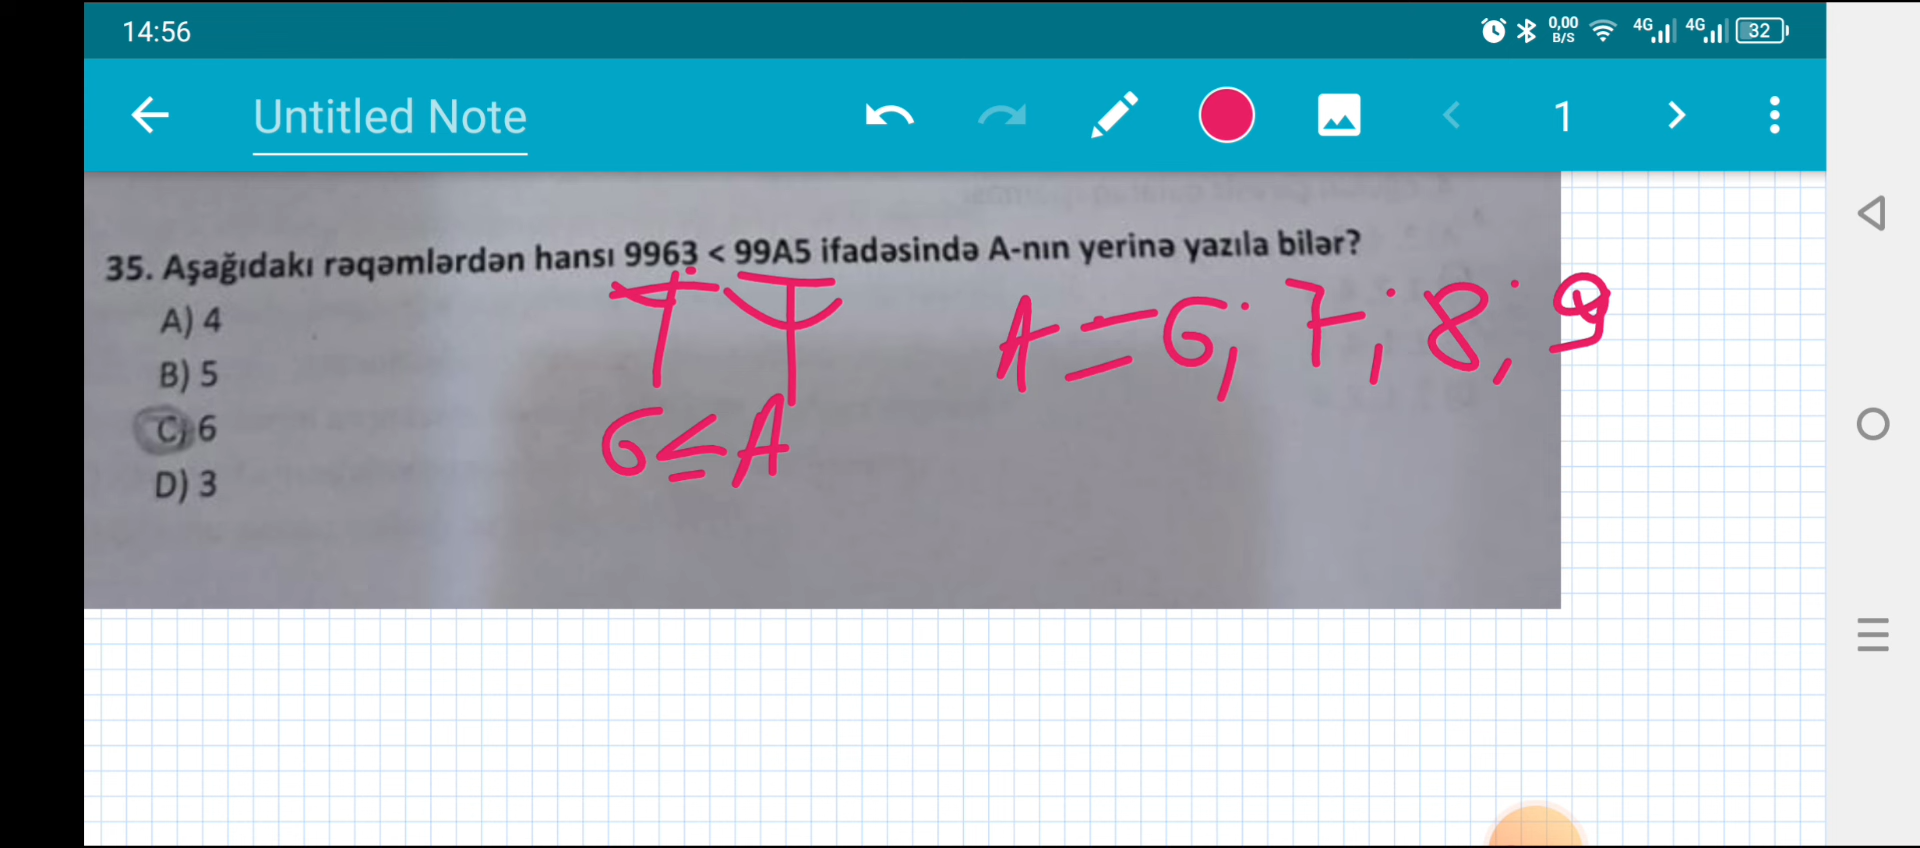 14:56
0,00 B/S 4G 4G 32
Untitled Note
1
35. Aşağıdakı rəqəmlərdən hansı 9963 < 99A5 ifadəsində A-nın yerinə yazıla bilər?
A) 4
B) 5
C) 6
D) 3
6≤A
A=6; 7; 8; 9